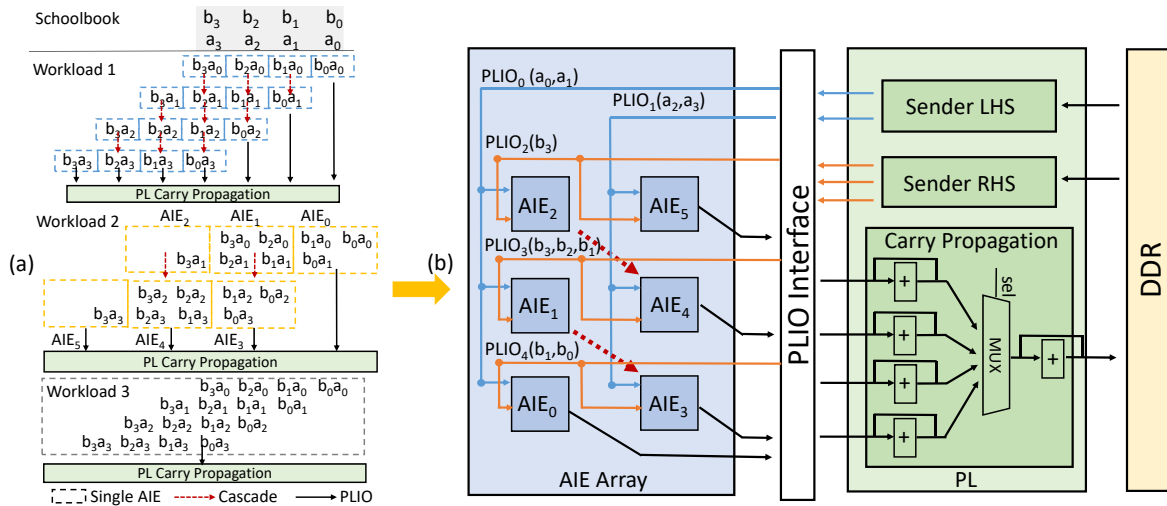 Schoolbook
b3 b2 b1 b0
a3 a2 a1 a0
Workload 1
b3a0 b2a0 b1a0 b0a0
b3a1 b2a1 b1a1 b0a1
b3a2 b2a2 b1a2 b0a2
b3a3 b2a3 b1a3 b0a3
PL Carry Propagation
Workload 2
AIE2 AIE1 AIE0
b3a0 b2a0 b1a0 b0a0
b3a1 b2a1 b1a1 b0a1
b3a2 b2a2 b1a2 b0a2
b3a3 b2a3 b1a3 b0a3
AIE5 AIE4 AIE3
PL Carry Propagation
Workload 3
b3a0 b2a0 b1a0 b0a0
b3a1 b2a1 b1a1 b0a1
b3a2 b2a2 b1a2 b0a2
b3a3 b2a3 b1a3 b0a3
PL Carry Propagation
Single AIE Cascade PLIO
(a)
(b)
PLIO0 (a0,a1)
PLIO1(a2,a3)
PLIO2(b3)
AIE2 AIE5
PLIO3(b3,b2,b1)
AIE1 AIE4
PLIO4(b1,b0)
AIE0 AIE3
AIE Array
PLIO Interface
Sender LHS
Sender RHS
Carry Propagation
sel
+
+
+
+
MUX
+
PL
DDR